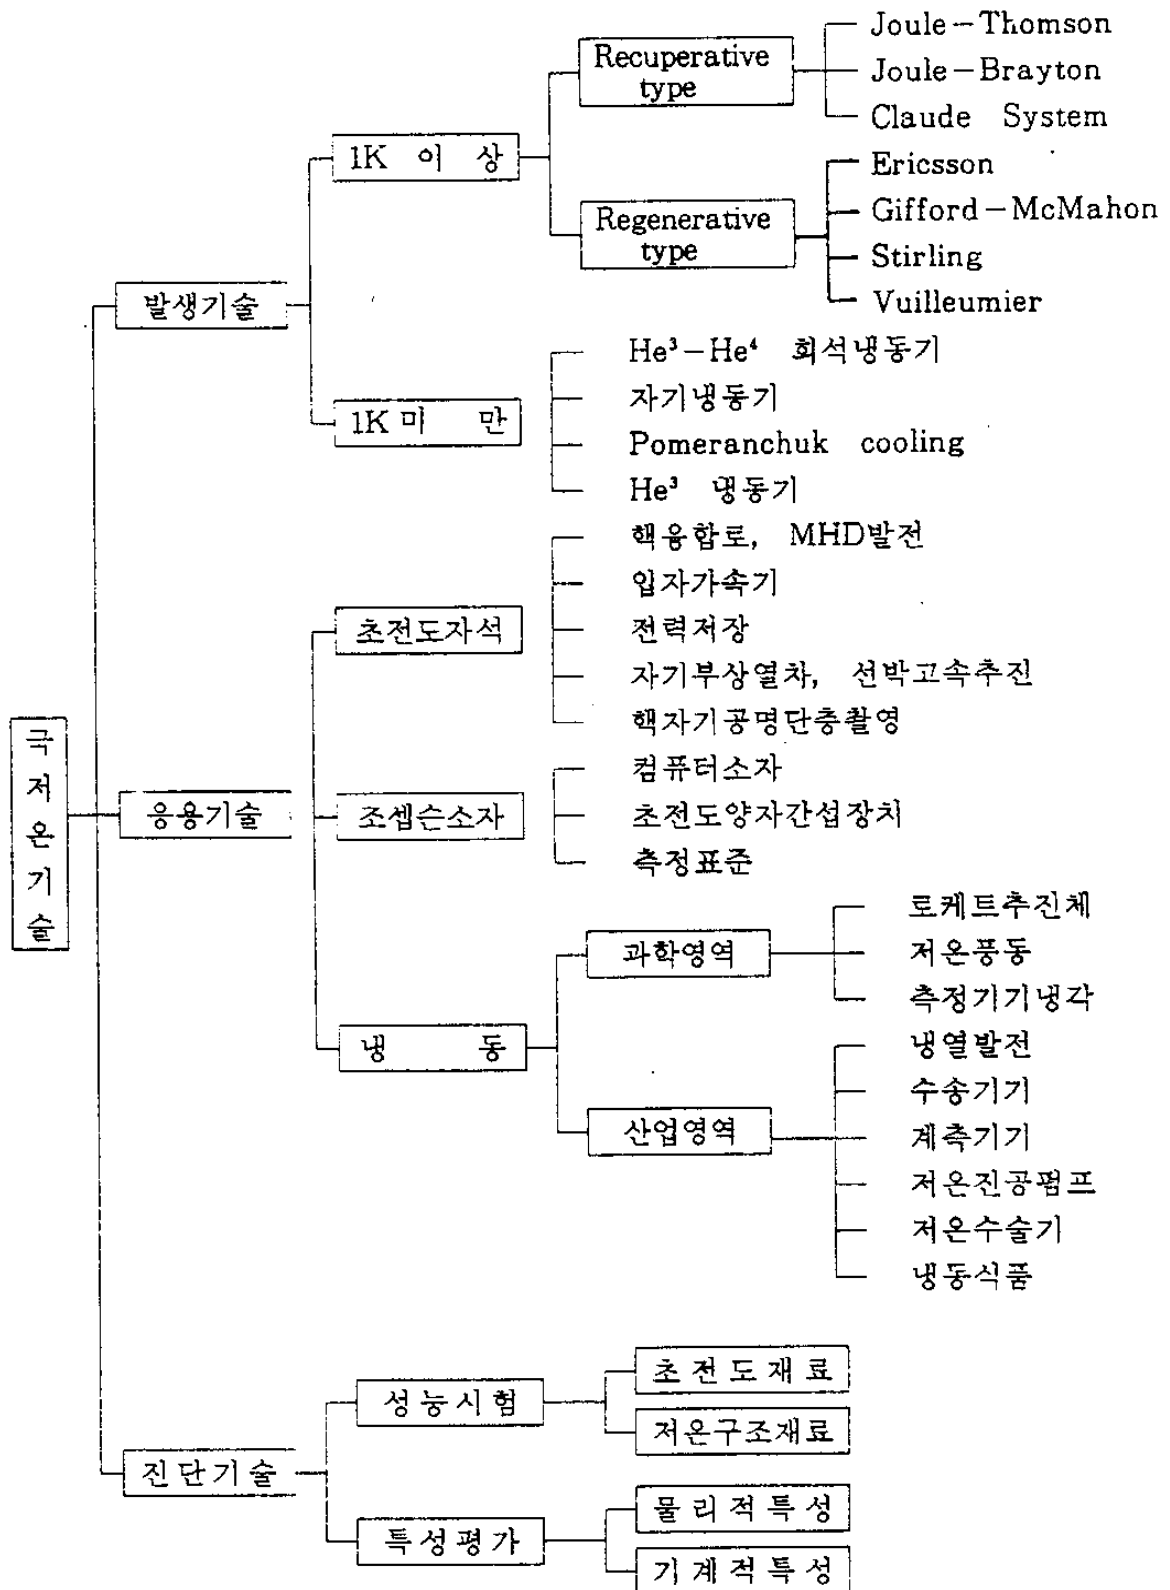 극저온기술
발생기술
1K 이 상
Recuperative
type
Joule-Thomson
Joule-Brayton
Claude System
Regenerative
type
Ericsson
Gifford-McMahon
Stirling
Vuilleumier
1K 미 만
He³-He⁴ 희석냉동기
자기냉동기
Pomeranchuk cooling
He³ 냉동기
응용기술
초전도자석
핵융합로, MHD발전
입자가속기
전력저장
자기부상열차, 선박고속추진
핵자기공명단층촬영
조셉슨소자
컴퓨터소자
초전도양자간섭장치
측정표준
냉 동
과학영역
로케트추진체
저온풍동
측정기기냉각
산업영역
냉열발전
수송기기
계측기기
저온진공펌프
저온수술기
냉동식품
진단기술
성능시험
초전도재료
저온구조재료
특성평가
물리적특성
기계적특성